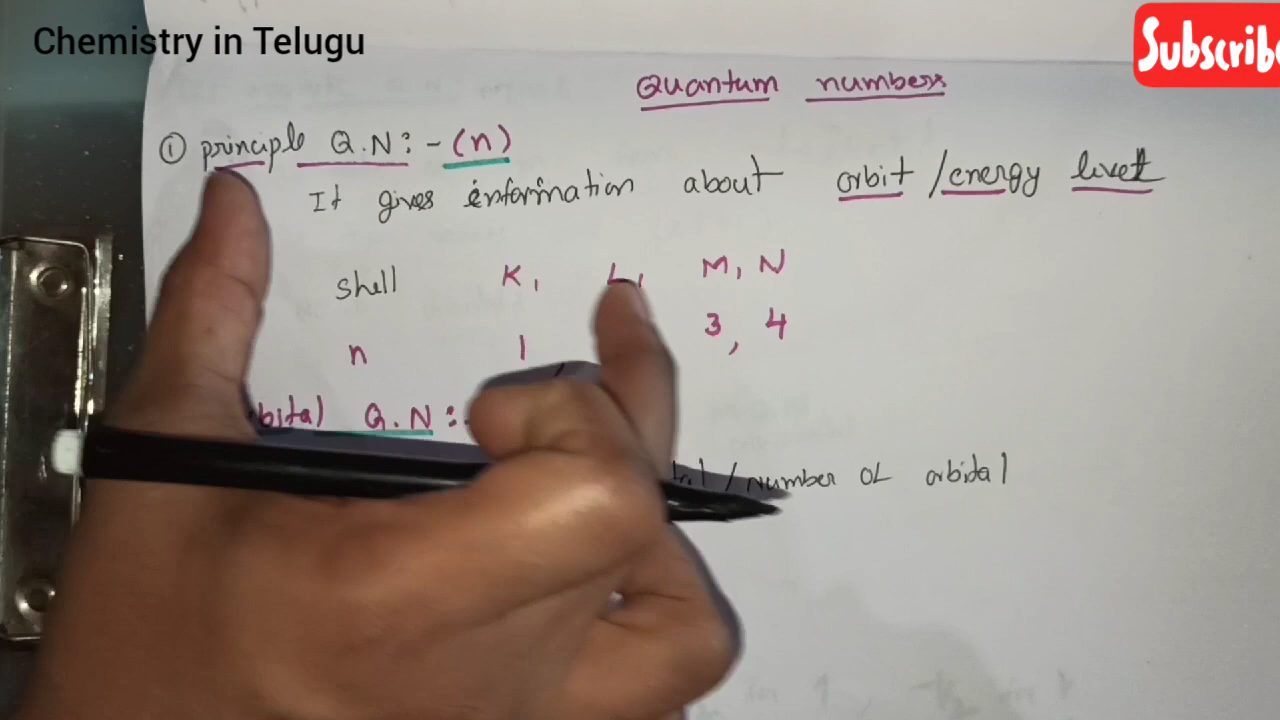 Chemistry in Telugu
Subscribe
Quantum numbers
① principle Q.N:- (n)
It gives information about orbit / energy level
shell K, L, M, N
n 1 3, 4
bital Q.N:-
/ number of orbital